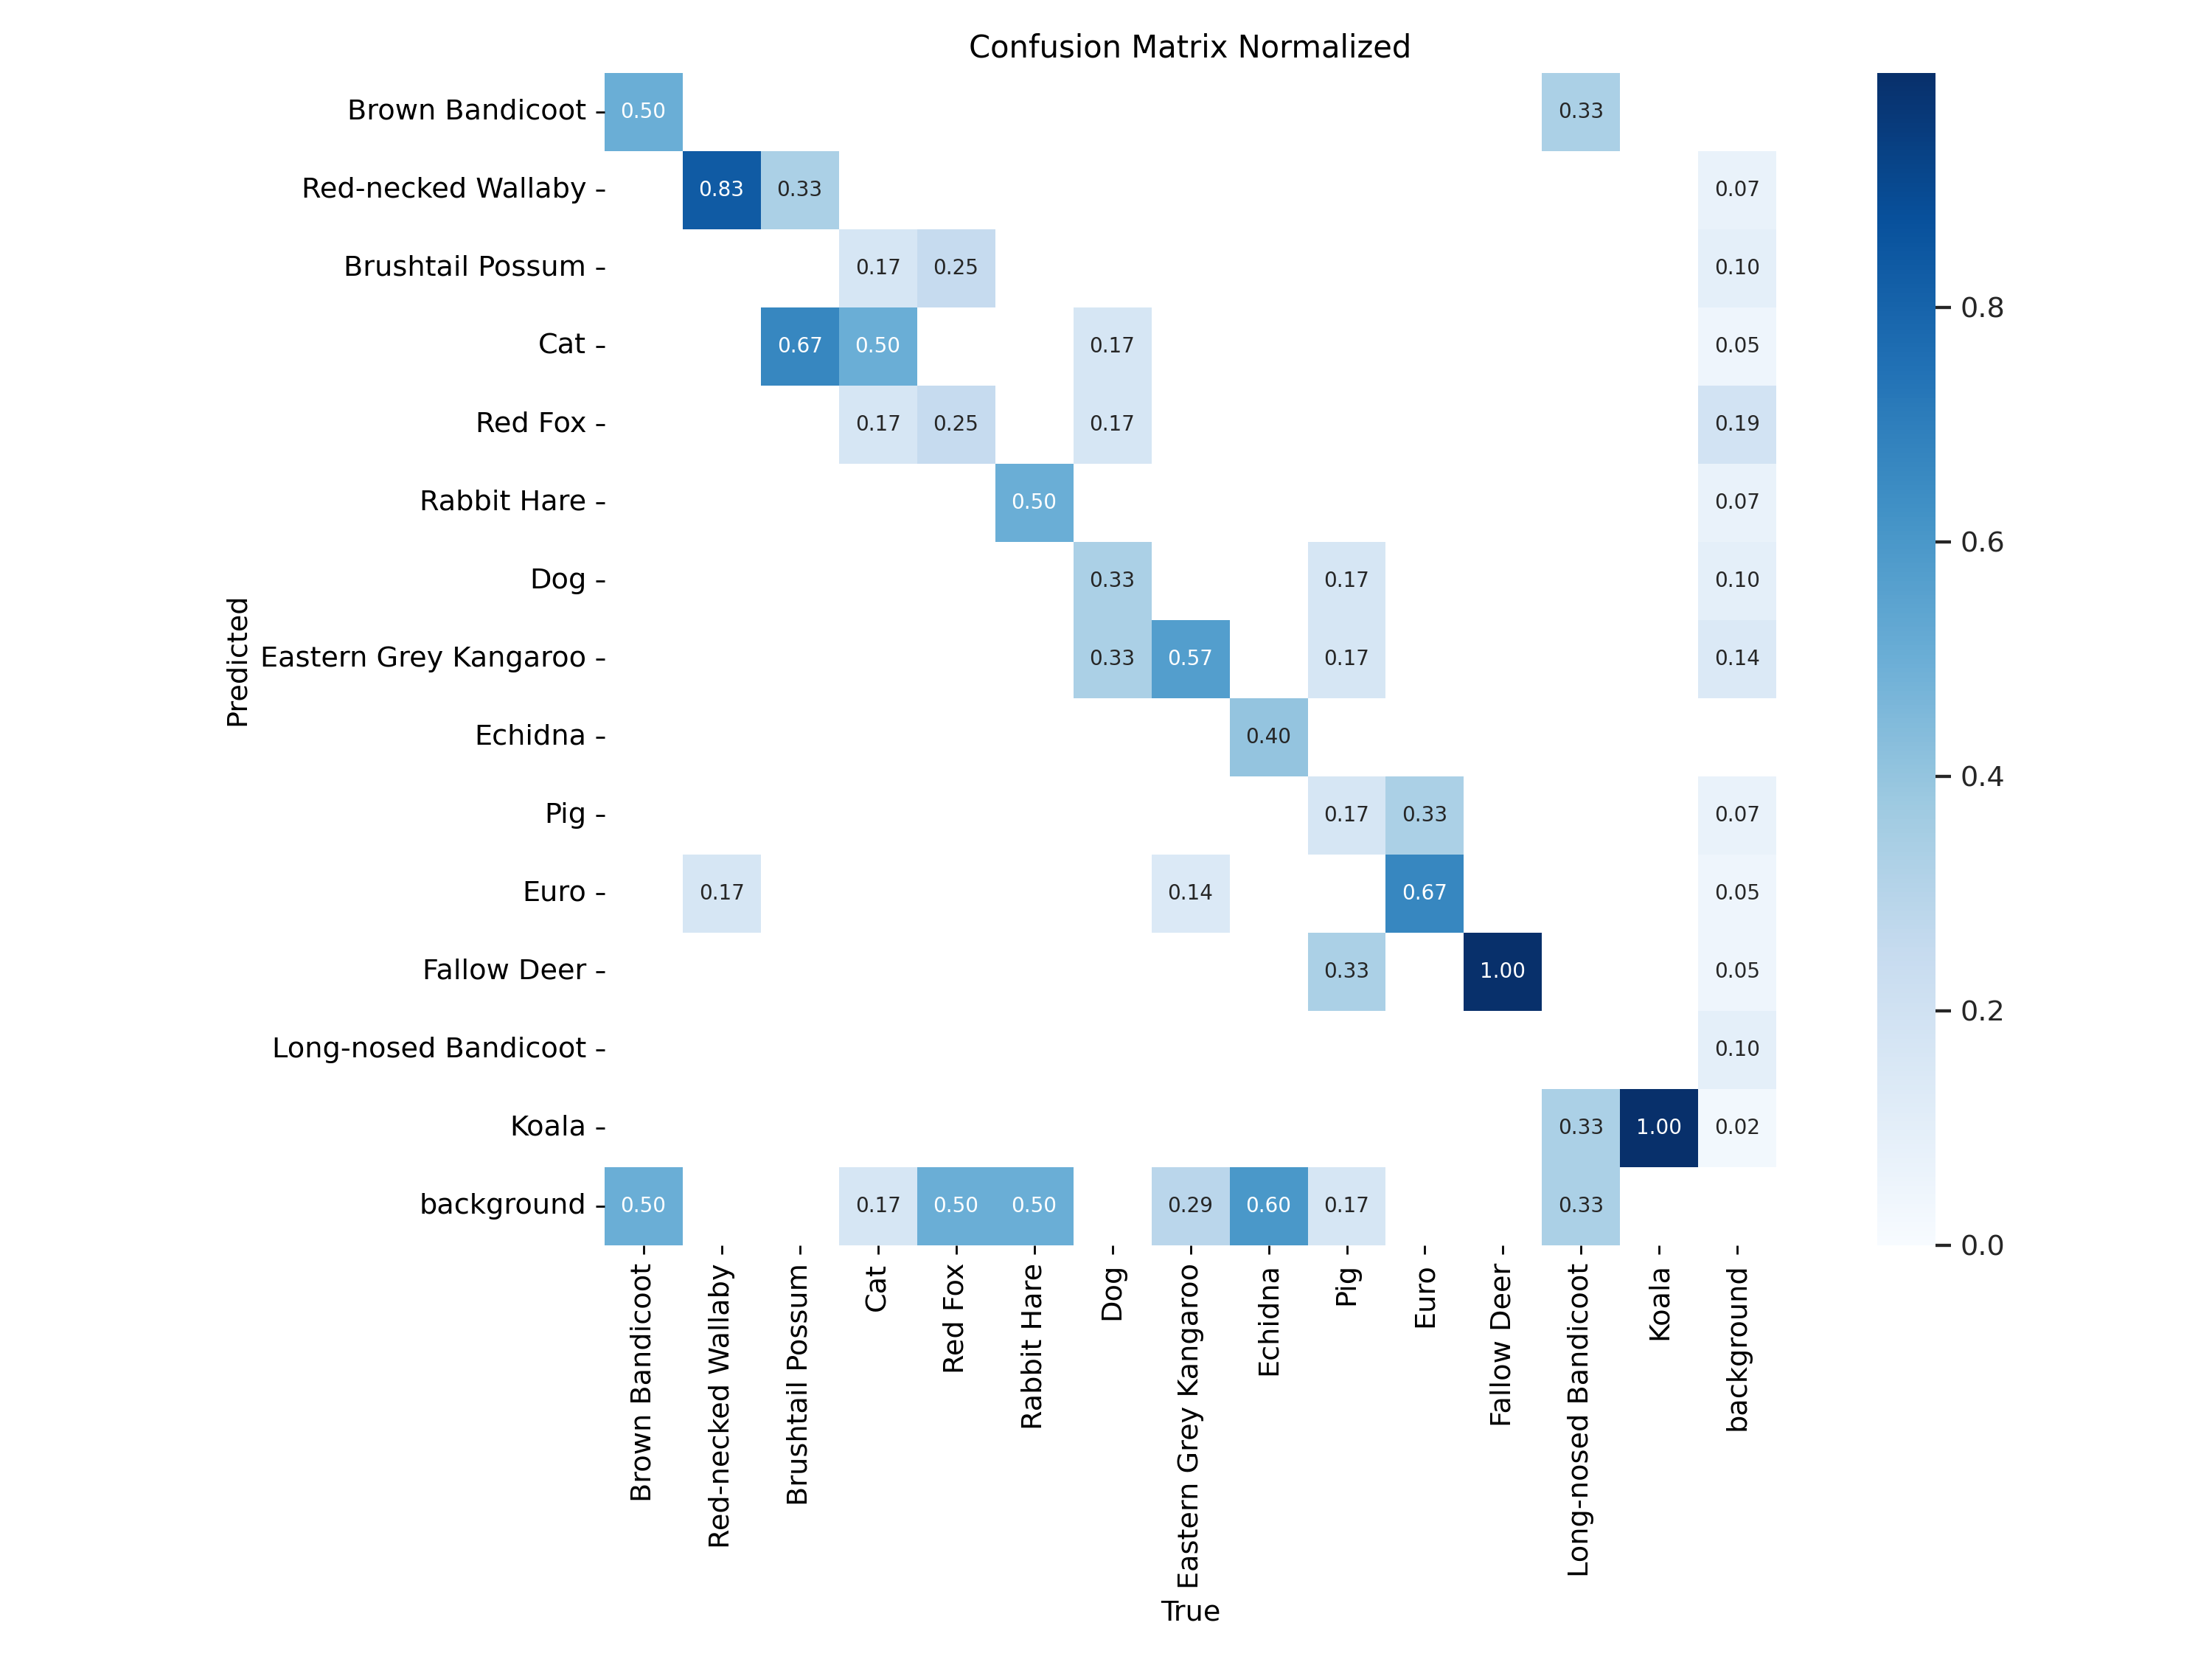 Confusion Matrix Normalized
Brown Bandicoot 0.50 0.33
Red-necked Wallaby 0.83 0.33 0.07
Brushtail Possum 0.17 0.25 0.10
0.8
Cat 0.67 0.50 0.17 0.05
Red Fox 0.17 0.25 0.17 0.19
Rabbit Hare 0.50 0.07
0.6
Dog 0.33 0.17 0.10
Predicted
Eastern Grey Kangaroo 0.33 0.57 0.17 0.14
Echidna 0.40
0.4
Pig 0.17 0.33 0.07
Euro 0.17 0.14 0.67 0.05
Fallow Deer 0.33 1.00 0.05
0.2
Long-nosed Bandicoot 0.10
Koala 0.33 1.00 0.02
background 0.50 0.17 0.50 0.50 0.29 0.60 0.17 0.33
0.0
Brown Bandicoot
Red-necked Wallaby
Brushtail Possum
Cat
Red Fox
Rabbit Hare
Dog
Eastern Grey Kangaroo
Echidna
Pig
Euro
Fallow Deer
Long-nosed Bandicoot
Koala
background
True